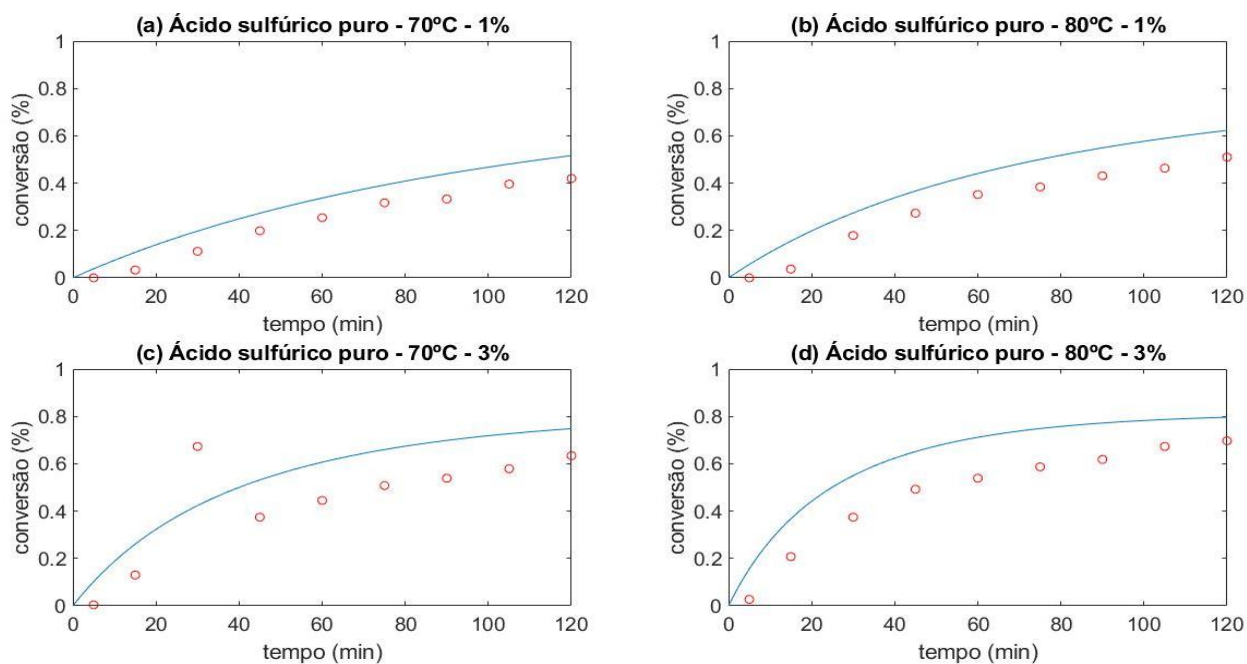 (a) Ácido sulfúrico puro - 70ºC - 1%
1
0.8
0.6
0.4
0.2
0
conversão (%)
0 20 40 60 80 100 120
tempo (min)
(b) Ácido sulfúrico puro - 80ºC - 1%
1
0.8
0.6
0.4
0.2
0
conversão (%)
0 20 40 60 80 100 120
tempo (min)
(c) Ácido sulfúrico puro - 70ºC - 3%
1
0.8
0.6
0.4
0.2
0
conversão (%)
0 20 40 60 80 100 120
tempo (min)
(d) Ácido sulfúrico puro - 80ºC - 3%
1
0.8
0.6
0.4
0.2
0
conversão (%)
0 20 40 60 80 100 120
tempo (min)